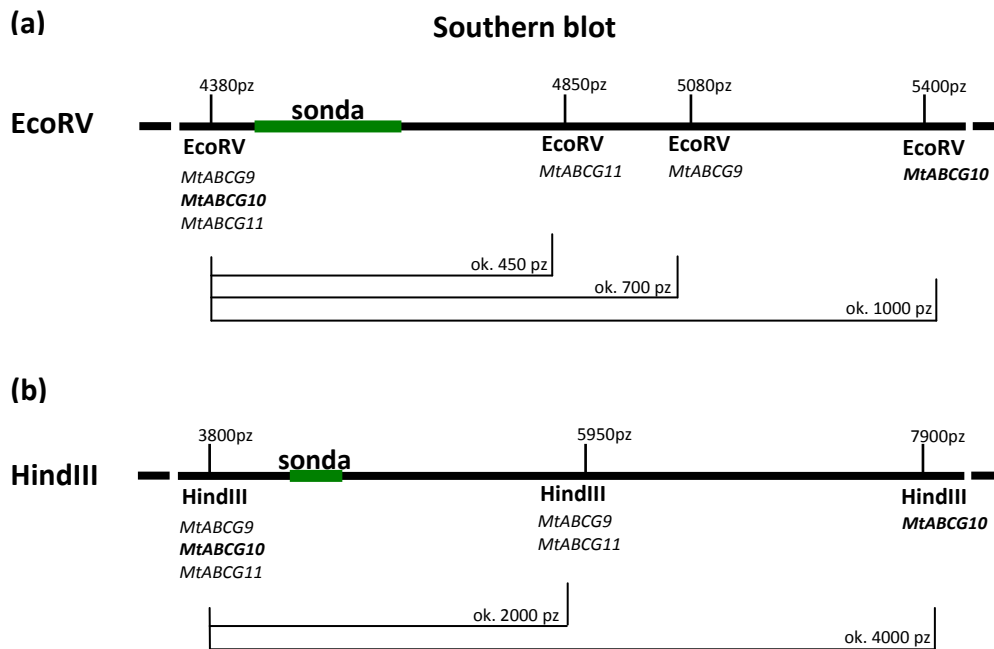 (a)
Southern blot
4380pz 4850pz 5080pz 5400pz
sonda
EcoRV
EcoRV EcoRV EcoRV EcoRV
MtABCG9 MtABCG11 MtABCG9 MtABCG10
MtABCG10
MtABCG11
ok. 450 pz
ok. 700 pz
ok. 1000 pz
(b)
3800pz 5950pz 7900pz
sonda
HindIII
HindIII HindIII HindIII
MtABCG9 MtABCG9 MtABCG10
MtABCG10 MtABCG11
MtABCG11
ok. 2000 pz
ok. 4000 pz